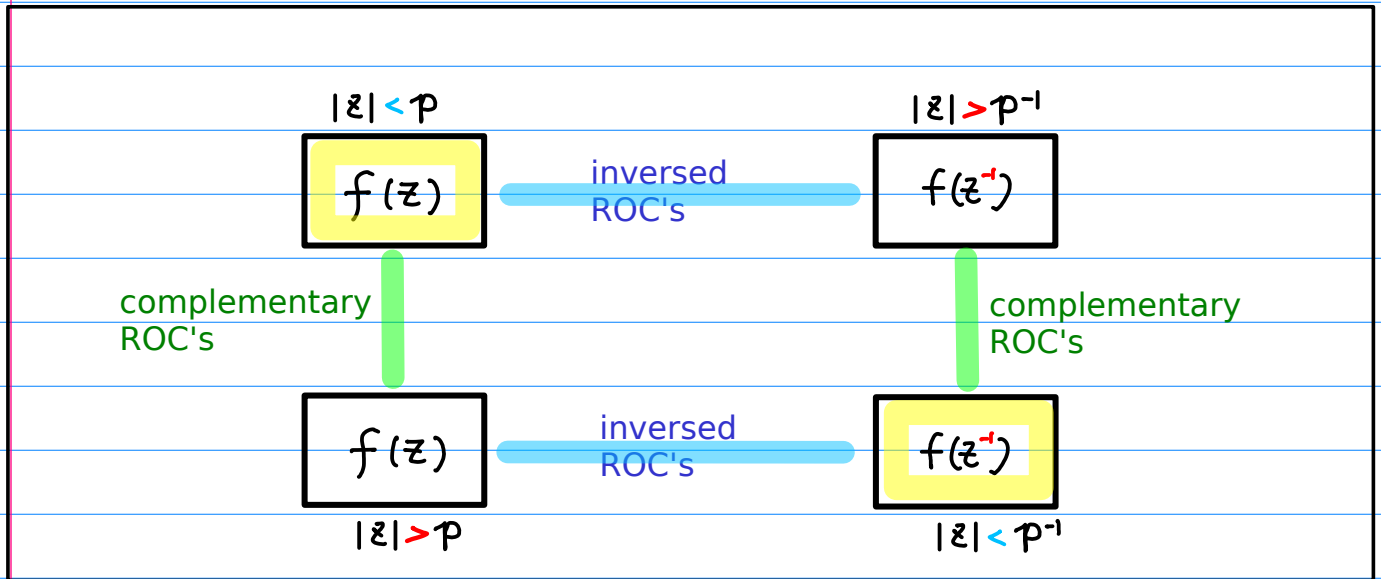 |z| < p
|z| > p⁻¹
f(z)
inversed
ROC's
f(z⁻¹)
complementary
ROC's
complementary
ROC's
f(z)
inversed
ROC's
f(z⁻¹)
|z| > p
|z| < p⁻¹